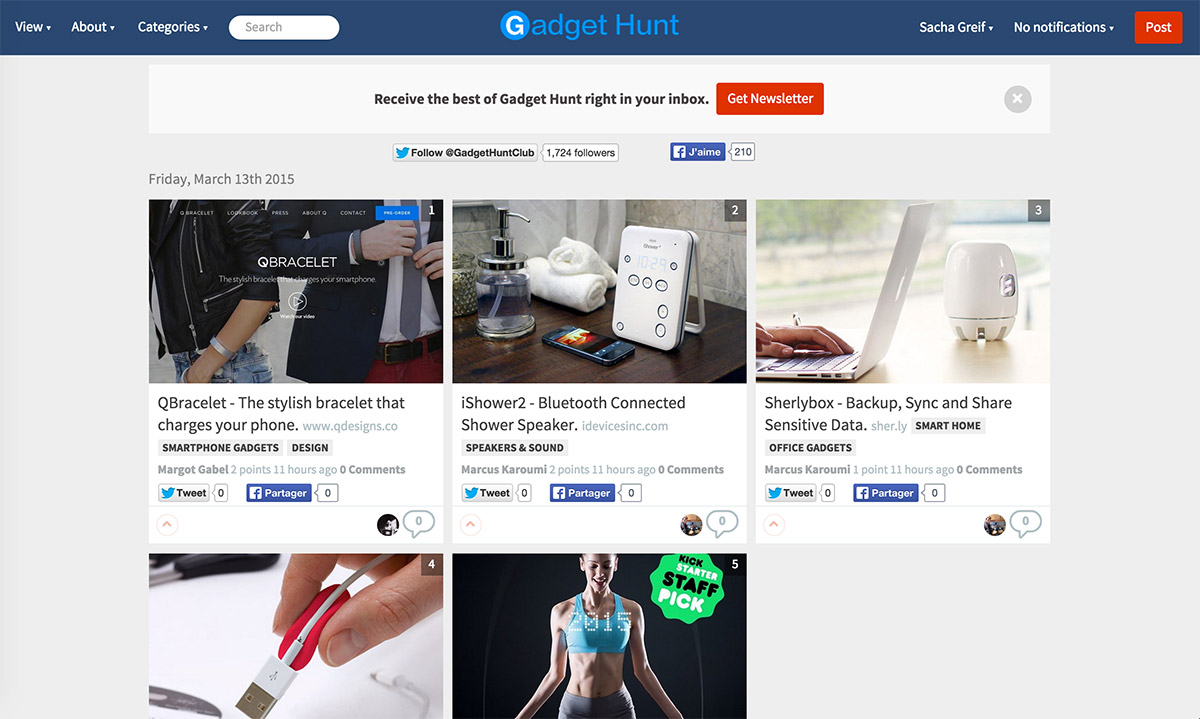 View ▾ About ▾ Categories ▾ Search Gadget Hunt Sacha Greif ▾ No notifications ▾ Post
Receive the best of Gadget Hunt right in your inbox. Get Newsletter
Follow @GadgetHuntClub 1,724 followers J'aime 210
Friday, March 13th 2015
Q BRACELET LOOKBOOK PRESS ABOUT Q CONTACT PRE-ORDER 1
QBRACELET
The stylish bracelet that charges your smartphone.
Watch our video
QBracelet - The stylish bracelet that
charges your phone. www.qdesigns.co
SMARTPHONE GADGETS DESIGN
Margot Gabel 2 points 11 hours ago 0 Comments
Tweet 0 Partager 0
0
2
iShower2
10:29
iShower2 - Bluetooth Connected
Shower Speaker. idevicesinc.com
SPEAKERS & SOUND
Marcus Karoumi 2 points 11 hours ago 0 Comments
Tweet 0 Partager 0
0
3
Sherlybox - Backup, Sync and Share
Sensitive Data. sher.ly SMART HOME
OFFICE GADGETS
Marcus Karoumi 1 point 11 hours ago 0 Comments
Tweet 0 Partager 0
0
4
5
KICK
STARTER
STAFF
PICK
2015